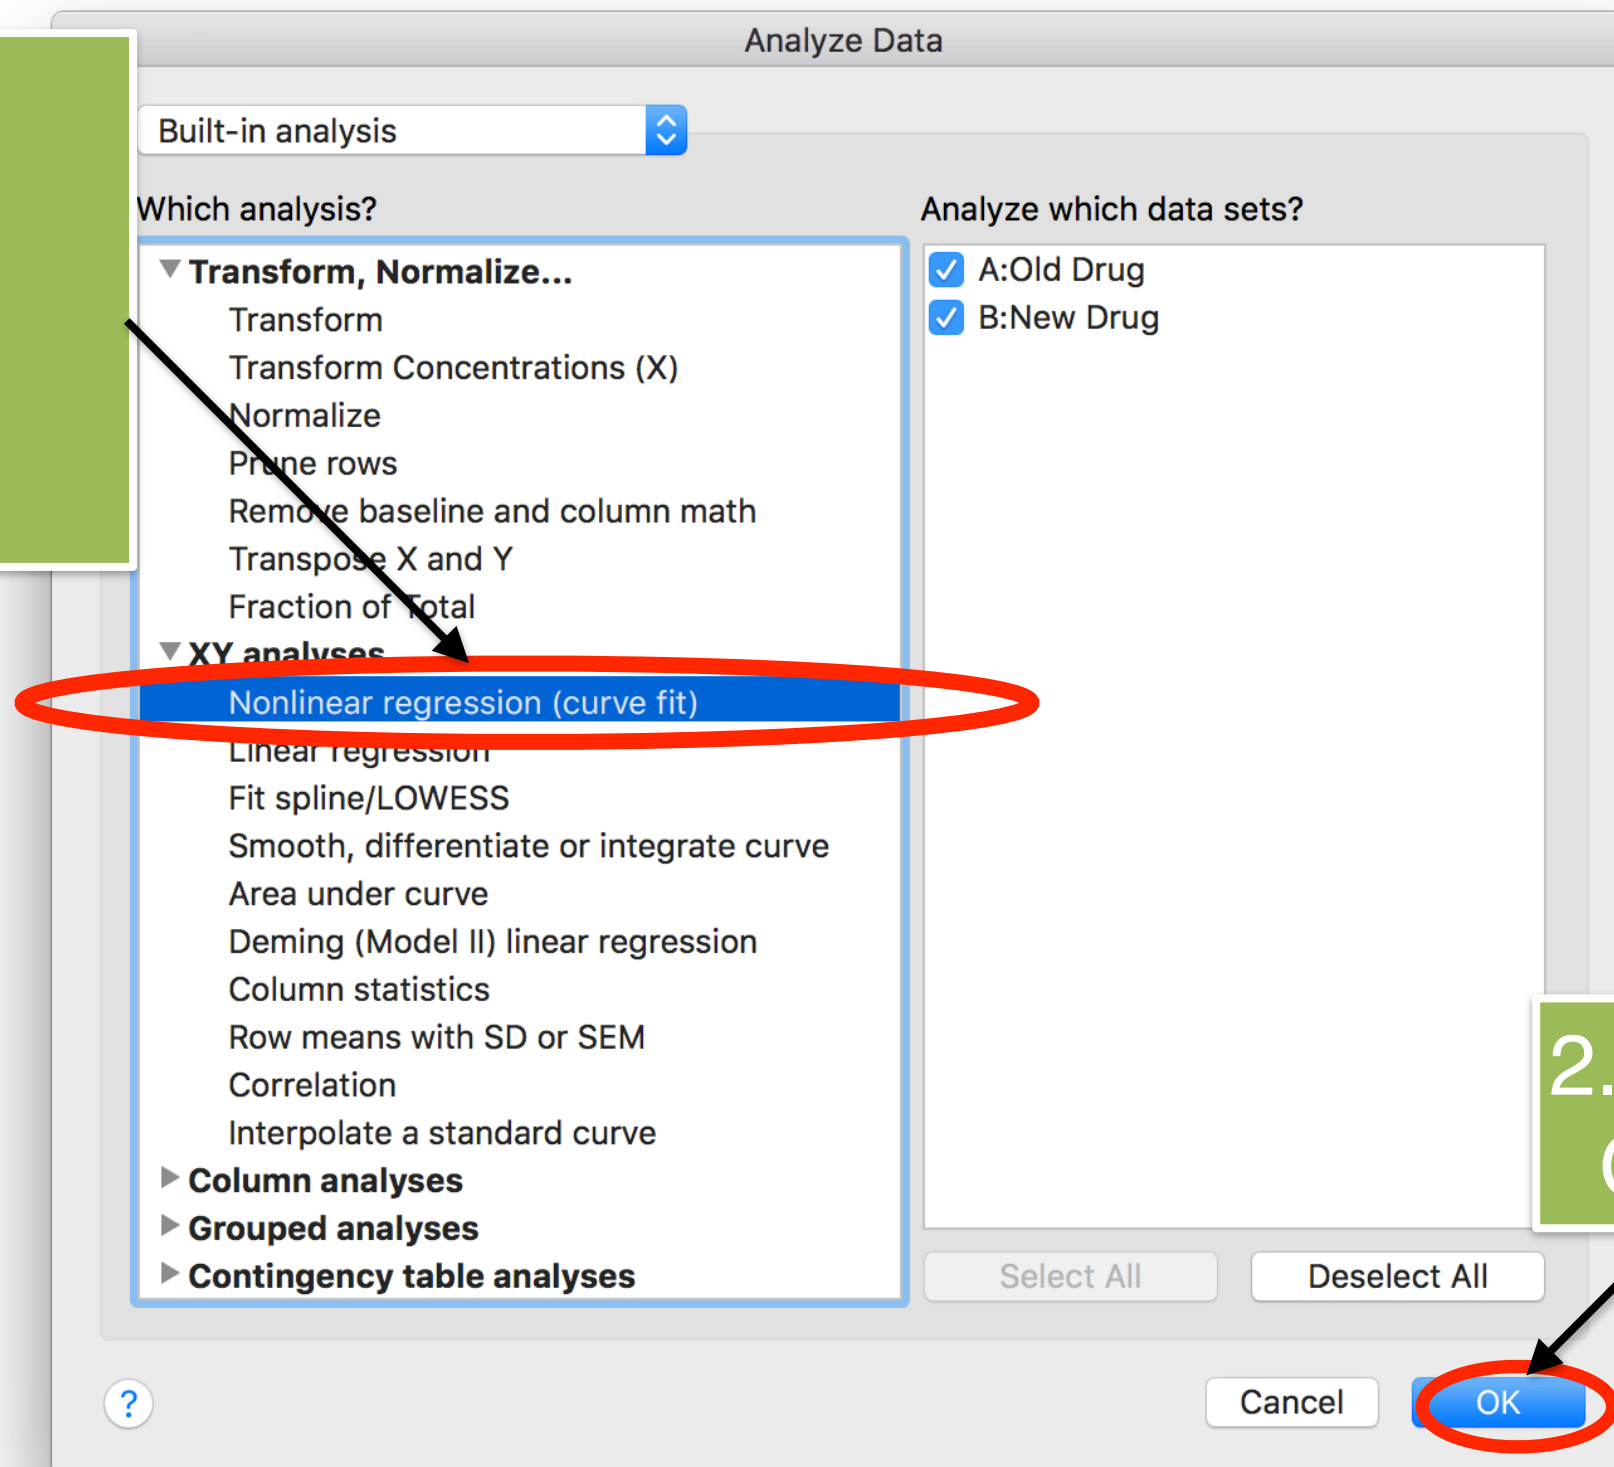 Analyze Data
Built-in analysis
Which analysis?
Analyze which data sets?
Transform, Normalize...
Transform
Transform Concentrations (X)
Normalize
Prune rows
Remove baseline and column math
Transpose X and Y
Fraction of Total
XY analyses
Nonlinear regression (curve fit)
Linear regression
Fit spline/LOWESS
Smooth, differentiate or integrate curve
Area under curve
Deming (Model II) linear regression
Column statistics
Row means with SD or SEM
Correlation
Interpolate a standard curve
Column analyses
Grouped analyses
Contingency table analyses
A:Old Drug
B:New Drug
2.
Select All
Deselect All
?
Cancel
OK